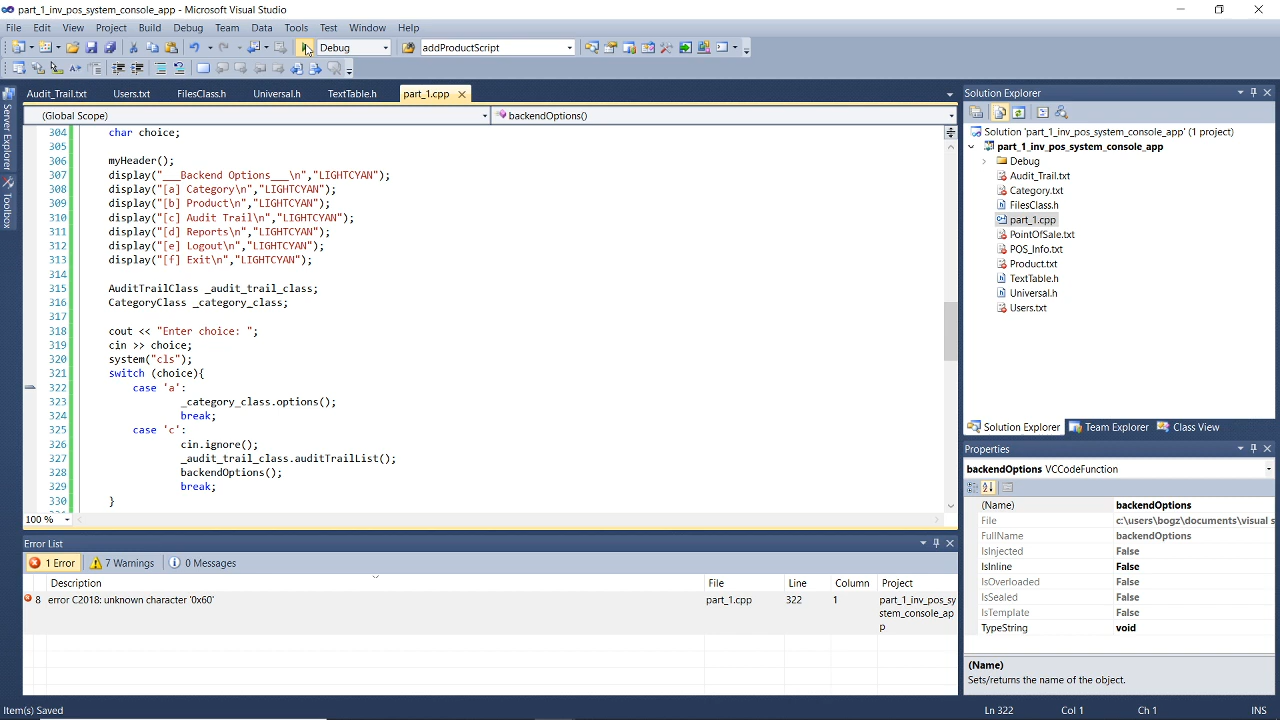 part_1_inv_pos_system_console_app - Microsoft Visual Studio
File Edit View Project Build Debug Team Data Tools Test Window Help
Debug addProductScript
Audit_Trail.txt Users.txt FilesClass.h Universal.h TextTable.h part_1.cpp
(Global Scope) backendOptions()
304 char choice;
305
306 myHeader();
307 display("___Backend Options___\n","LIGHTCYAN");
308 display("[a] Category\n","LIGHTCYAN");
309 display("[b] Product\n","LIGHTCYAN");
310 display("[c] Audit Trail\n","LIGHTCYAN");
311 display("[d] Reports\n","LIGHTCYAN");
312 display("[e] Logout\n","LIGHTCYAN");
313 display("[f] Exit\n","LIGHTCYAN");
314
315 AuditTrailClass _audit_trail_class;
316 CategoryClass _category_class;
317
318 cout << "Enter choice: ";
319 cin >> choice;
320 system("cls");
321 switch (choice){
322 case 'a':
323 _category_class.options();
324 break;
325 case 'c':
326 cin.ignore();
327 _audit_trail_class.auditTrailList();
328 backendOptions();
329 break;
330 }
100 %
Error List
1 Error 7 Warnings 0 Messages
Description File Line Column Project
8 error C2018: unknown character '0x60' part_1.cpp 322 1 part_1_inv_pos_sy
stem_console_ap
p
Server Explorer
Toolbox
Solution Explorer
Solution 'part_1_inv_pos_system_console_app' (1 project)
part_1_inv_pos_system_console_app
Debug
Audit_Trail.txt
Category.txt
FilesClass.h
part_1.cpp
PointOfSale.txt
POS_Info.txt
Product.txt
TextTable.h
Universal.h
Users.txt
Solution Explorer Team Explorer Class View
Properties
backendOptions VCCodeFunction
(Name) backendOptions
File c:\users\bogz\documents\visual s
FullName backendOptions
IsInjected False
IsInline False
IsOverloaded False
IsSealed False
IsTemplate False
TypeString void
(Name)
Sets/returns the name of the object.
Item(s) Saved Ln 322 Col 1 Ch 1 INS